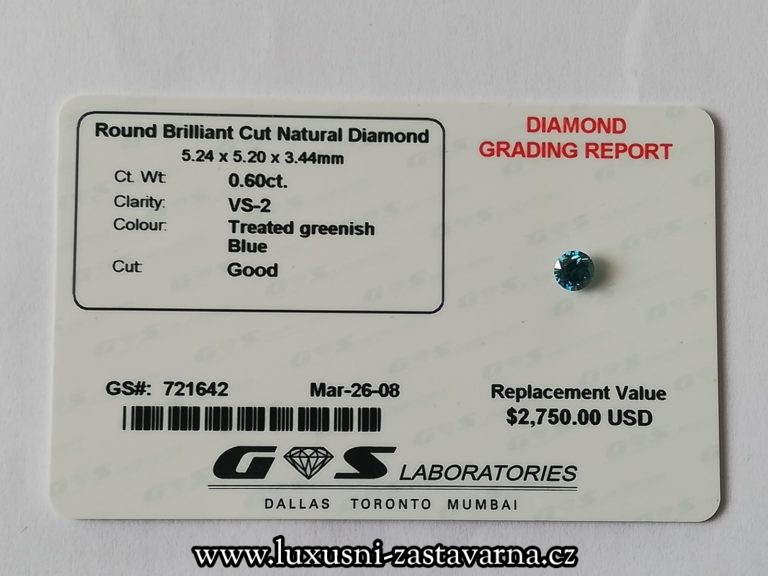 Round Brilliant Cut Natural Diamond
5.24 x 5.20 x 3.44mm
Ct. Wt: 0.60ct.
Clarity: VS-2
Colour: Treated greenish
Blue
Cut: Good
DIAMOND
GRADING REPORT
GS#: 721642 Mar-26-08
Replacement Value
$2,750.00 USD
G S LABORATORIES
DALLAS TORONTO MUMBAI
www.luxusni-zastavarna.cz